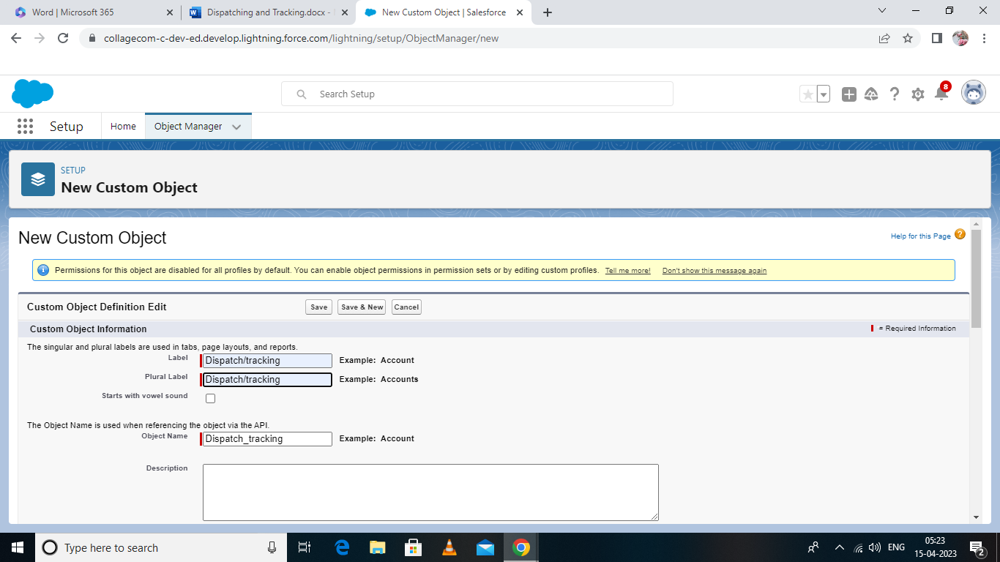 Word | Microsoft 365
Dispatching and Tracking.docx -
New Custom Object | Salesforce
collagecom-c-dev-ed.develop.lightning.force.com/lightning/setup/ObjectManager/new
Search Setup
8
Setup
Home
Object Manager
SETUP
New Custom Object
New Custom Object
Help for this Page
Permissions for this object are disabled for all profiles by default. You can enable object permissions in permission sets or by editing custom profiles. Tell me more! Don't show this message again
Custom Object Definition Edit
Save
Save & New
Cancel
Custom Object Information
= Required Information
The singular and plural labels are used in tabs, page layouts, and reports.
Label
Dispatch/tracking
Example: Account
Plural Label
Dispatch/tracking
Example: Accounts
Starts with vowel sound
The Object Name is used when referencing the object via the API.
Object Name
Dispatch_tracking
Example: Account
Description
Type here to search
ENG
05:23
15-04-2023
2